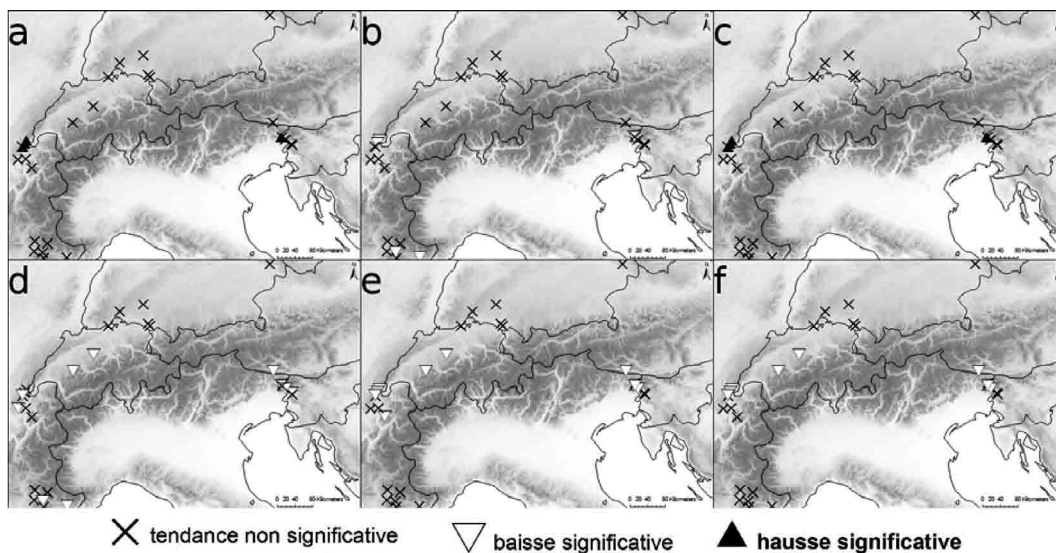 a
b
c
d
e
f
tendance non significative
baisse significative
hausse significative